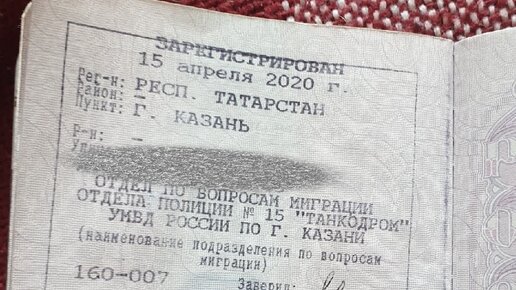 ЗАРЕГИСТРИРОВАН
15 апреля 2020 г.
Рег-н: РЕСП. ТАТАРСТАН
Район: –
Пункт: Г. КАЗАНЬ
Р-н: –
Ул
ОТДЕЛ ПО ВОПРОСАМ МИГРАЦИИ
ОТДЕЛА ПОЛИЦИИ № 15 "ТАНКОДРОМ"
УМВД РОССИИ ПО Г. КАЗАНИ
(наименование подразделения по вопросам
миграции)
160-007
Заверил: